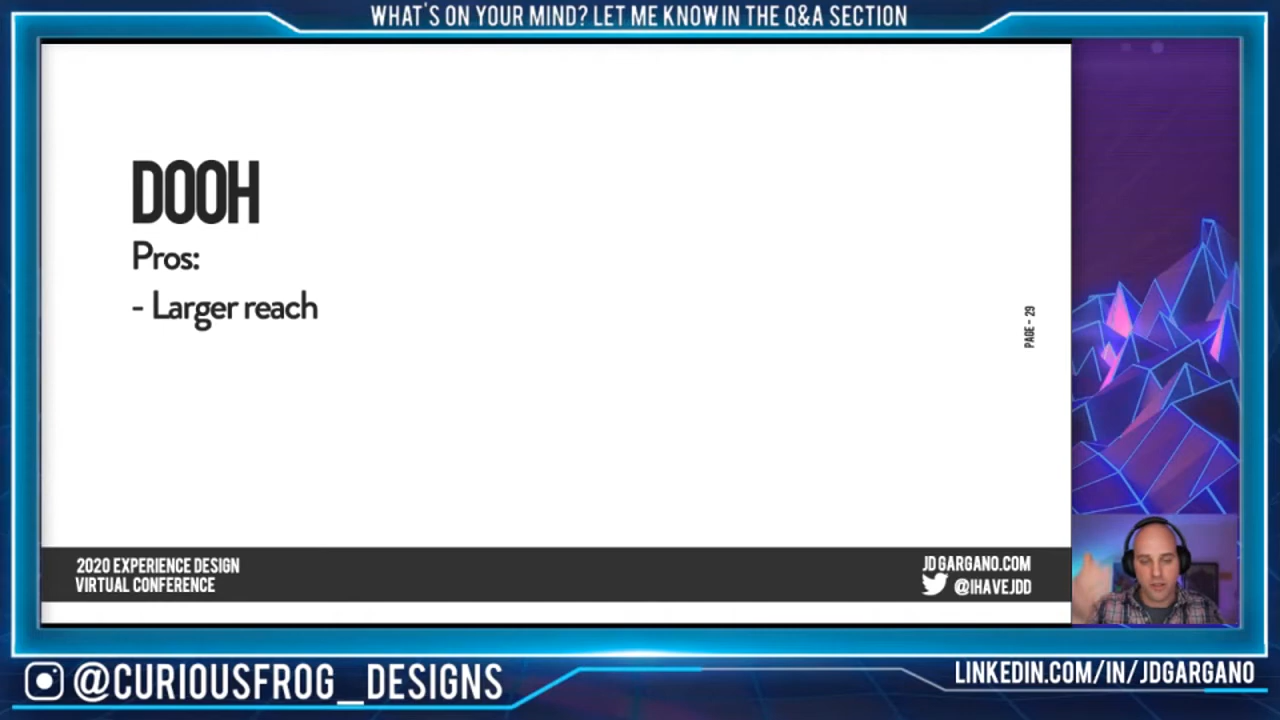 WHAT'S ON YOUR MIND? LET ME KNOW IN THE Q&A SECTION
DOOH
Pros:
- Larger reach
PAGE - 29
2020 EXPERIENCE DESIGN
VIRTUAL CONFERENCE
JDGARGANO.COM
@IHAVEJDD
@CURIOUSFROG_DESIGNS
LINKEDIN.COM/IN/JDGARGANO